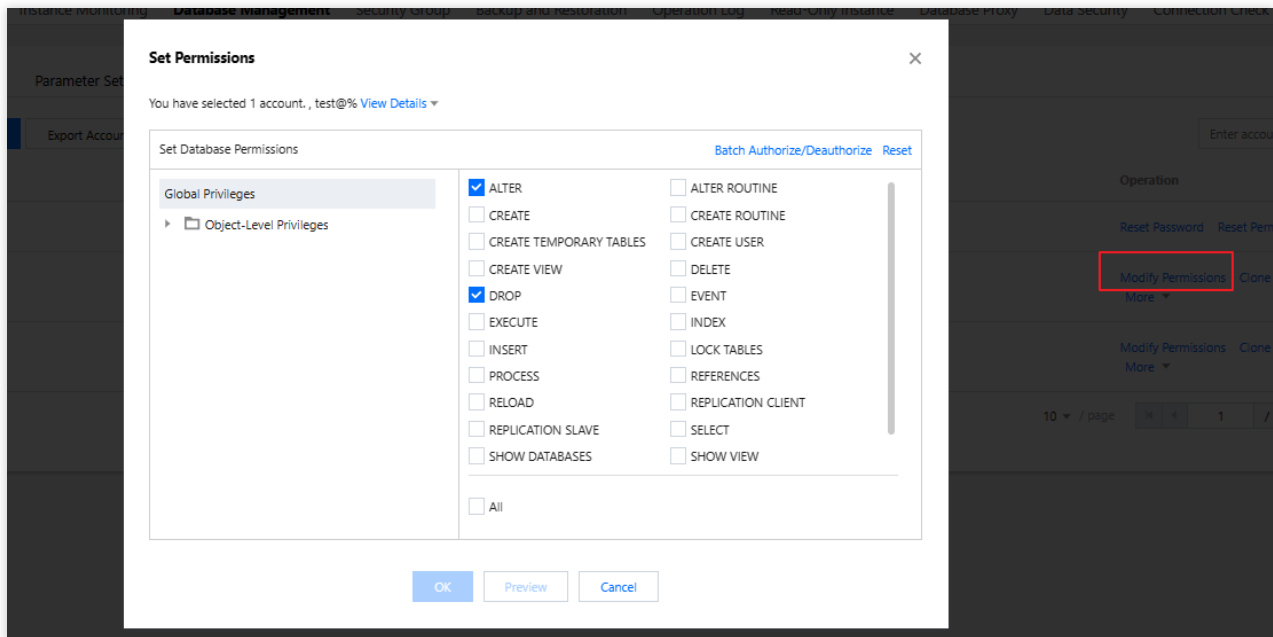 Instance Monitoring Database Management Security Group Backup and Restoration Operation Log Read-Only Instance Database Proxy Data Security Connection Check
Set Permissions
Parameter Set
You have selected 1 account. , test@% View Details
Export Accoun
Enter accou
Set Database Permissions Batch Authorize/Deauthorize Reset
Operation
Global Privileges
ALTER ALTER ROUTINE
Object-Level Privileges
CREATE CREATE ROUTINE
Reset Password Reset Perm
CREATE TEMPORARY TABLES CREATE USER
CREATE VIEW DELETE
Modify Permissions Clone
More
DROP EVENT
EXECUTE INDEX
INSERT LOCK TABLES
Modify Permissions Clone
More
PROCESS REFERENCES
RELOAD REPLICATION CLIENT
10 / page 1 /
REPLICATION SLAVE SELECT
SHOW DATABASES SHOW VIEW
All
OK Preview Cancel